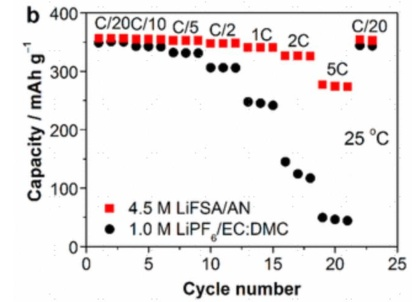 b
400
300
200
100
0
Capacity / mAh g⁻¹
C/20 C/10 C/5 C/2 1C 2C 5C C/20
25 °C
4.5 M LiFSA/AN
1.0 M LiPF₆/EC:DMC
0 5 10 15 20 25
Cycle number